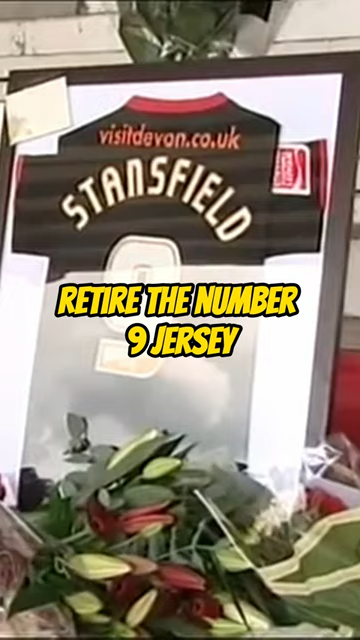 visitdevon.co.uk
STANSFIELD
9
RETIRE THE NUMBER
9 JERSEY